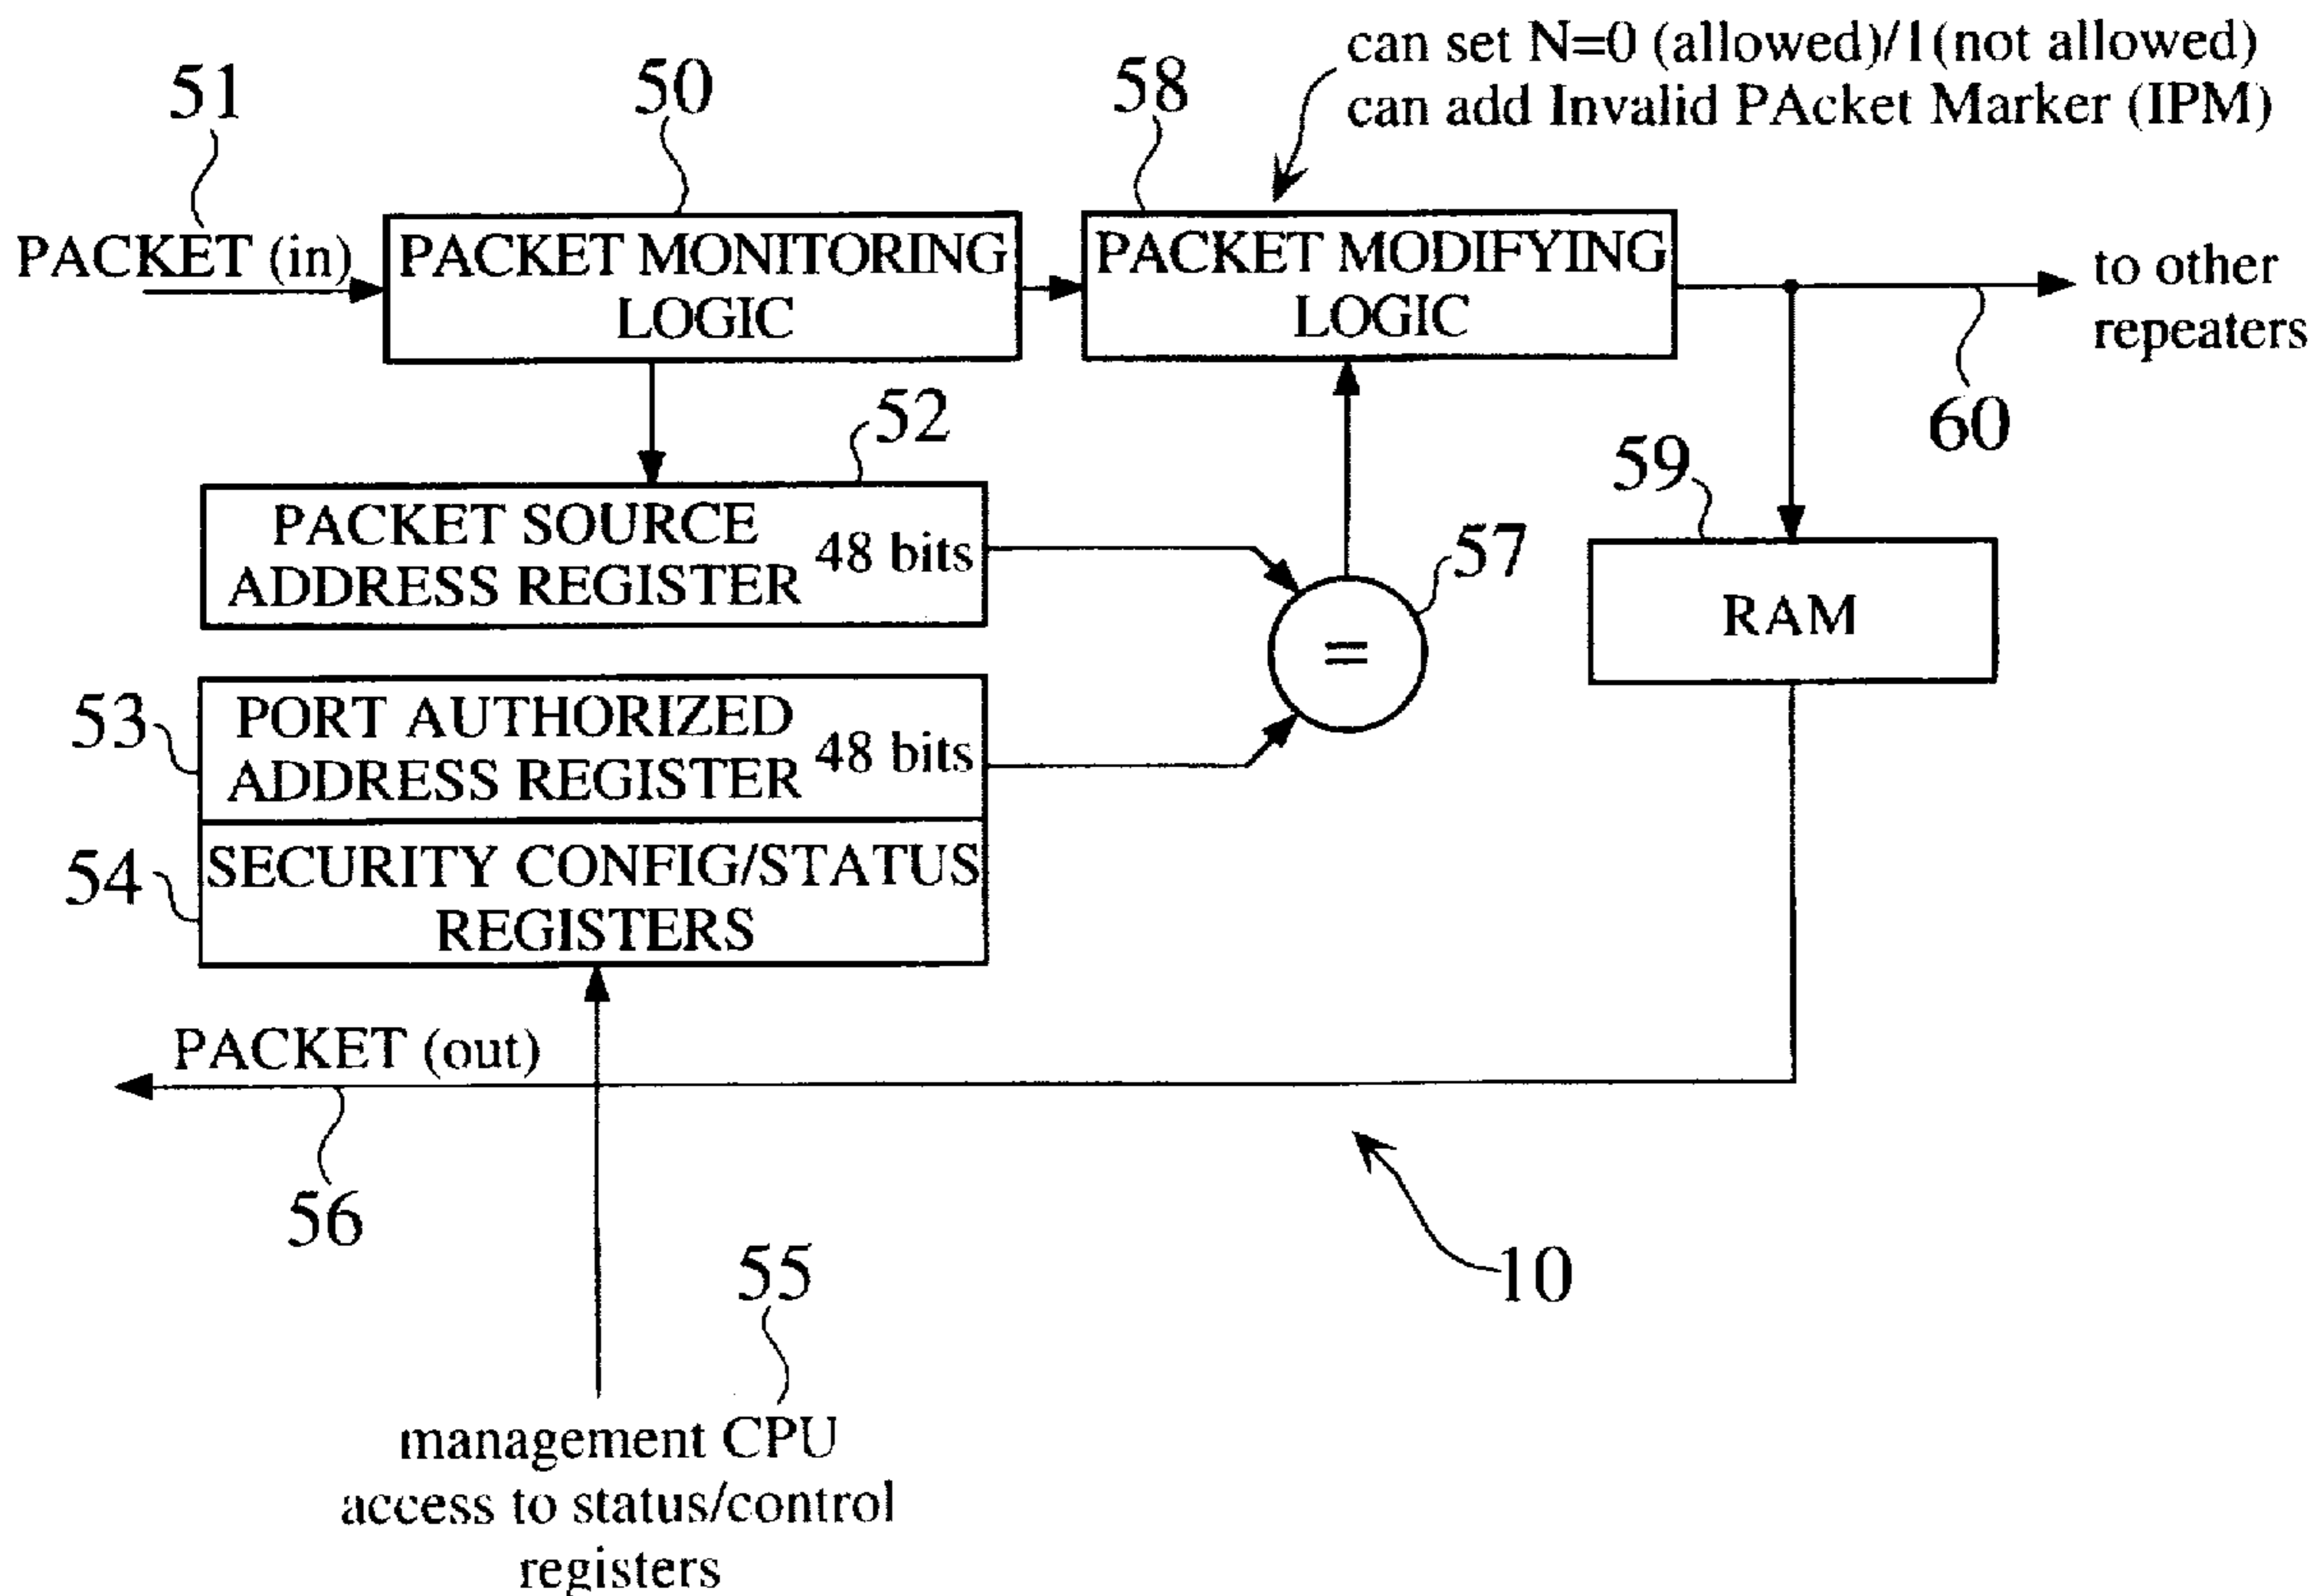 can set N=0 (allowed)/1(not allowed)
can add Invalid PAcket Marker (IPM)
51
50
58
PACKET (in)
PACKET MONITORING
LOGIC
PACKET MODIFYING
LOGIC
to other
repeaters
52
60
59
PACKET SOURCE
ADDRESS REGISTER
48 bits
57
=
RAM
53
PORT AUTHORIZED
ADDRESS REGISTER
48 bits
54
SECURITY CONFIG/STATUS
REGISTERS
PACKET (out)
56
55
10
management CPU
access to status/control
registers